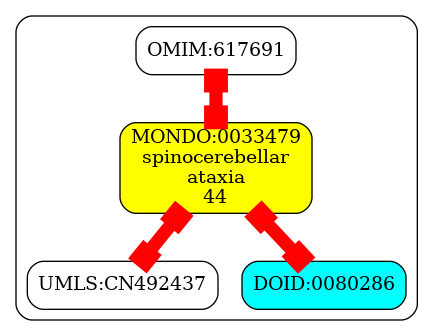 OMIM:617691
MONDO:0033479
spinocerebellar
ataxia
44
UMLS:CN492437
DOID:0080286